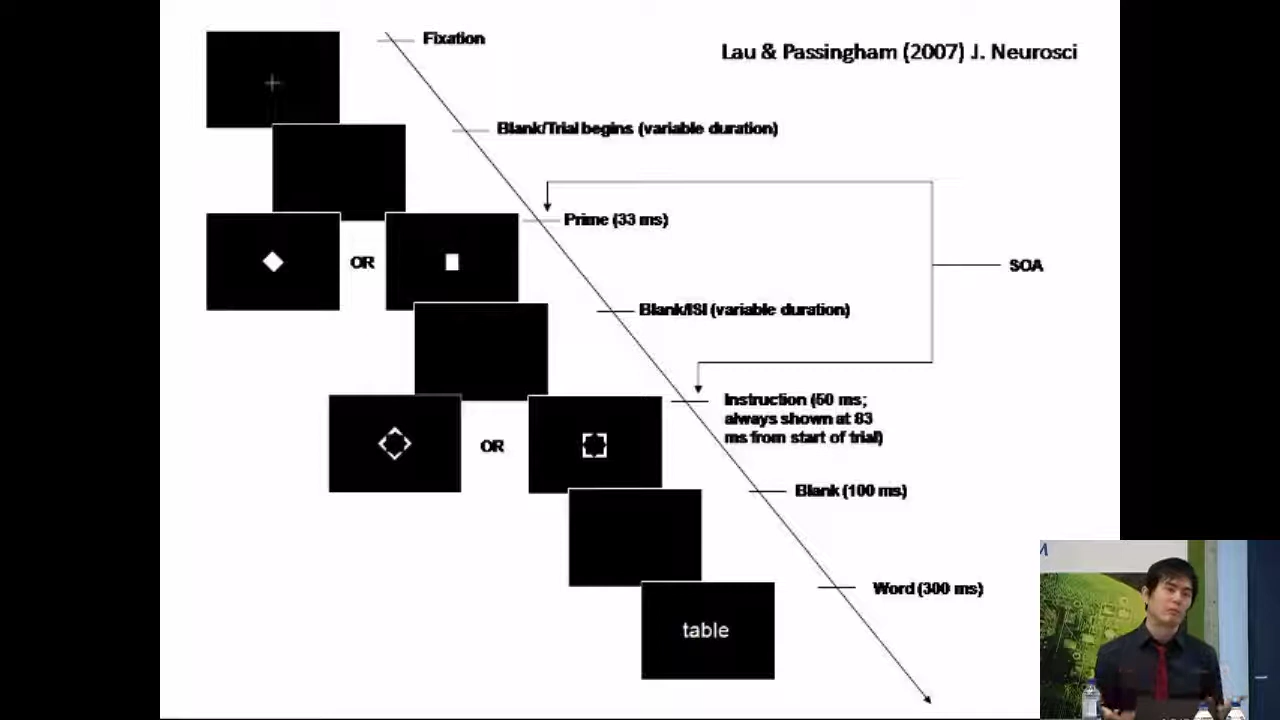 Fixation
Lau & Passingham (2007) J. Neurosci
Blank/Trial begins (variable duration)
Prime (33 ms)
OR
SOA
Blank/ISI (variable duration)
Instruction (50 ms;
always shown at 83
ms from start of trial)
OR
Blank (100 ms)
Word (300 ms)
table